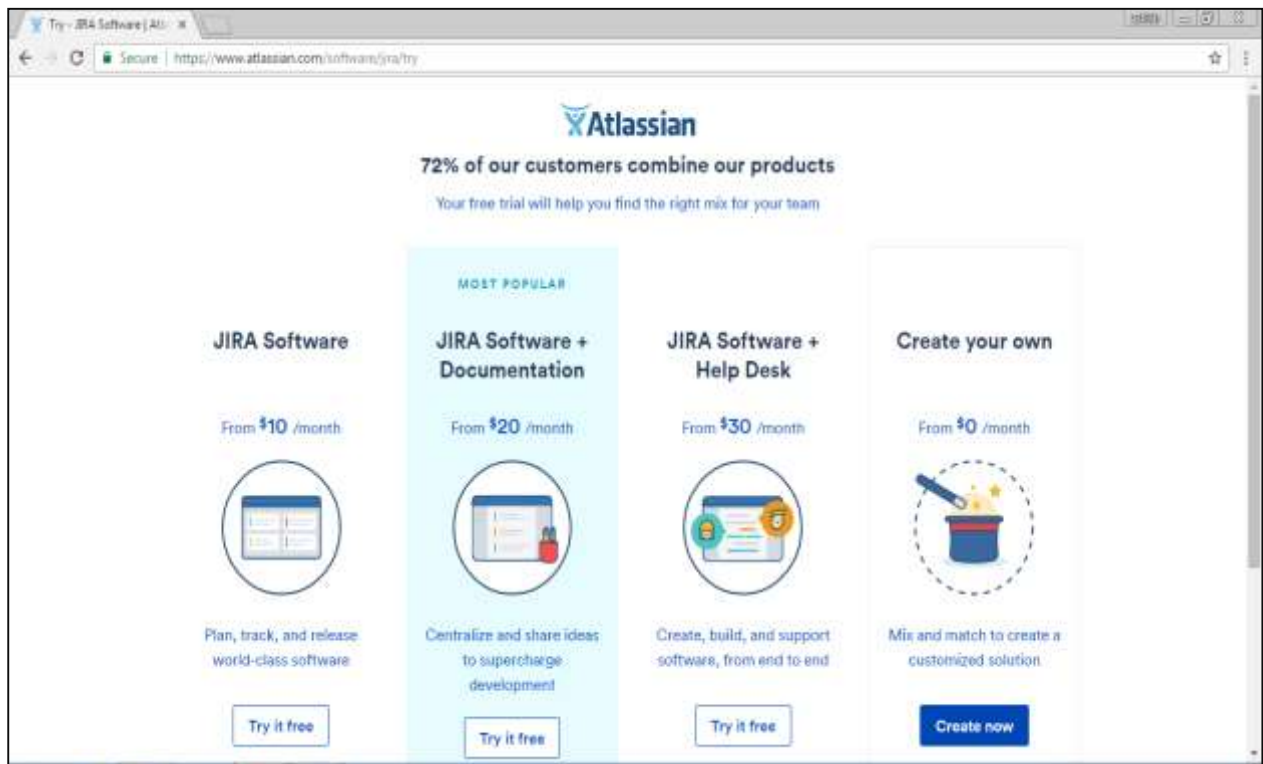 Try - JIRA Software | Atl
Secure | https://www.atlassian.com/software/jira/try
Atlassian
72% of our customers combine our products
Your free trial will help you find the right mix for your team
MOST POPULAR
JIRA Software
JIRA Software +
Documentation
JIRA Software +
Help Desk
Create your own
From $10 /month
From $20 /month
From $30 /month
From $0 /month
Plan, track, and release
world-class software
Centralize and share ideas
to supercharge
development
Create, build, and support
software, from end to end
Mix and match to create a
customized solution
Try it free
Try it free
Try it free
Create now